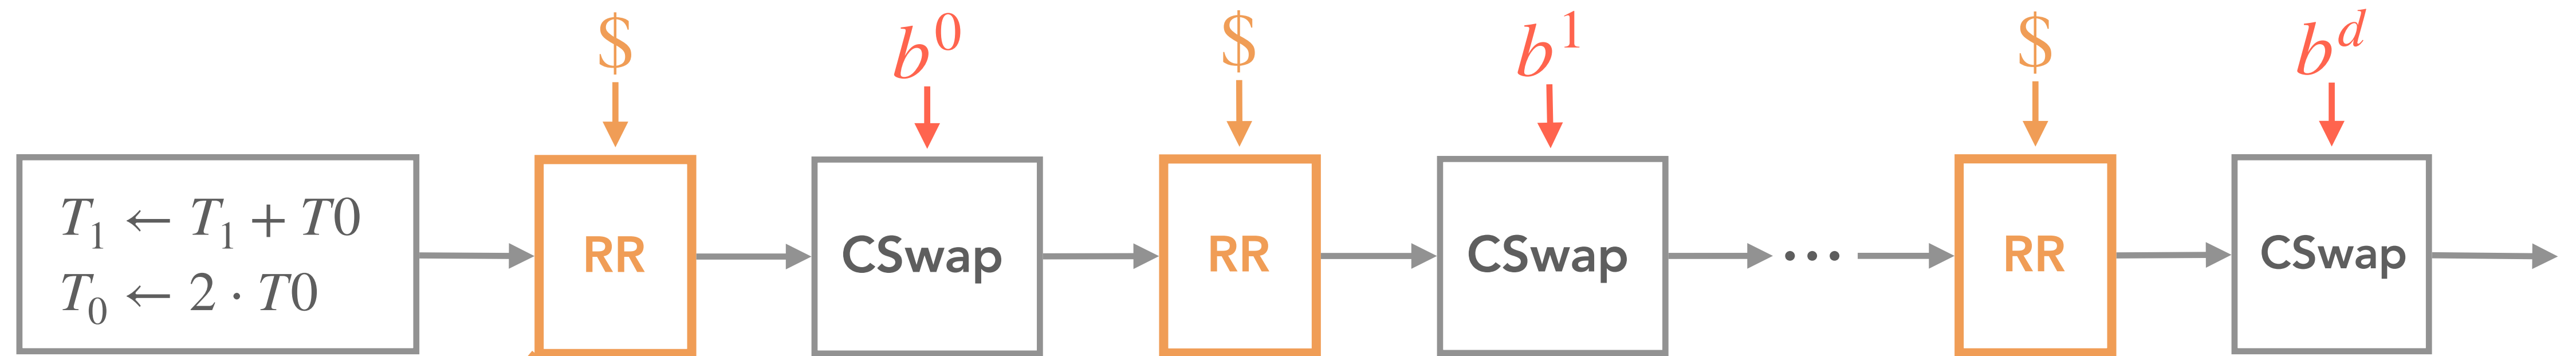 $ b^0 $ b^1 $ b^d
T_1 ← T_1 + T0
T_0 ← 2 · T0
RR CSwap RR CSwap ••• RR CSwap